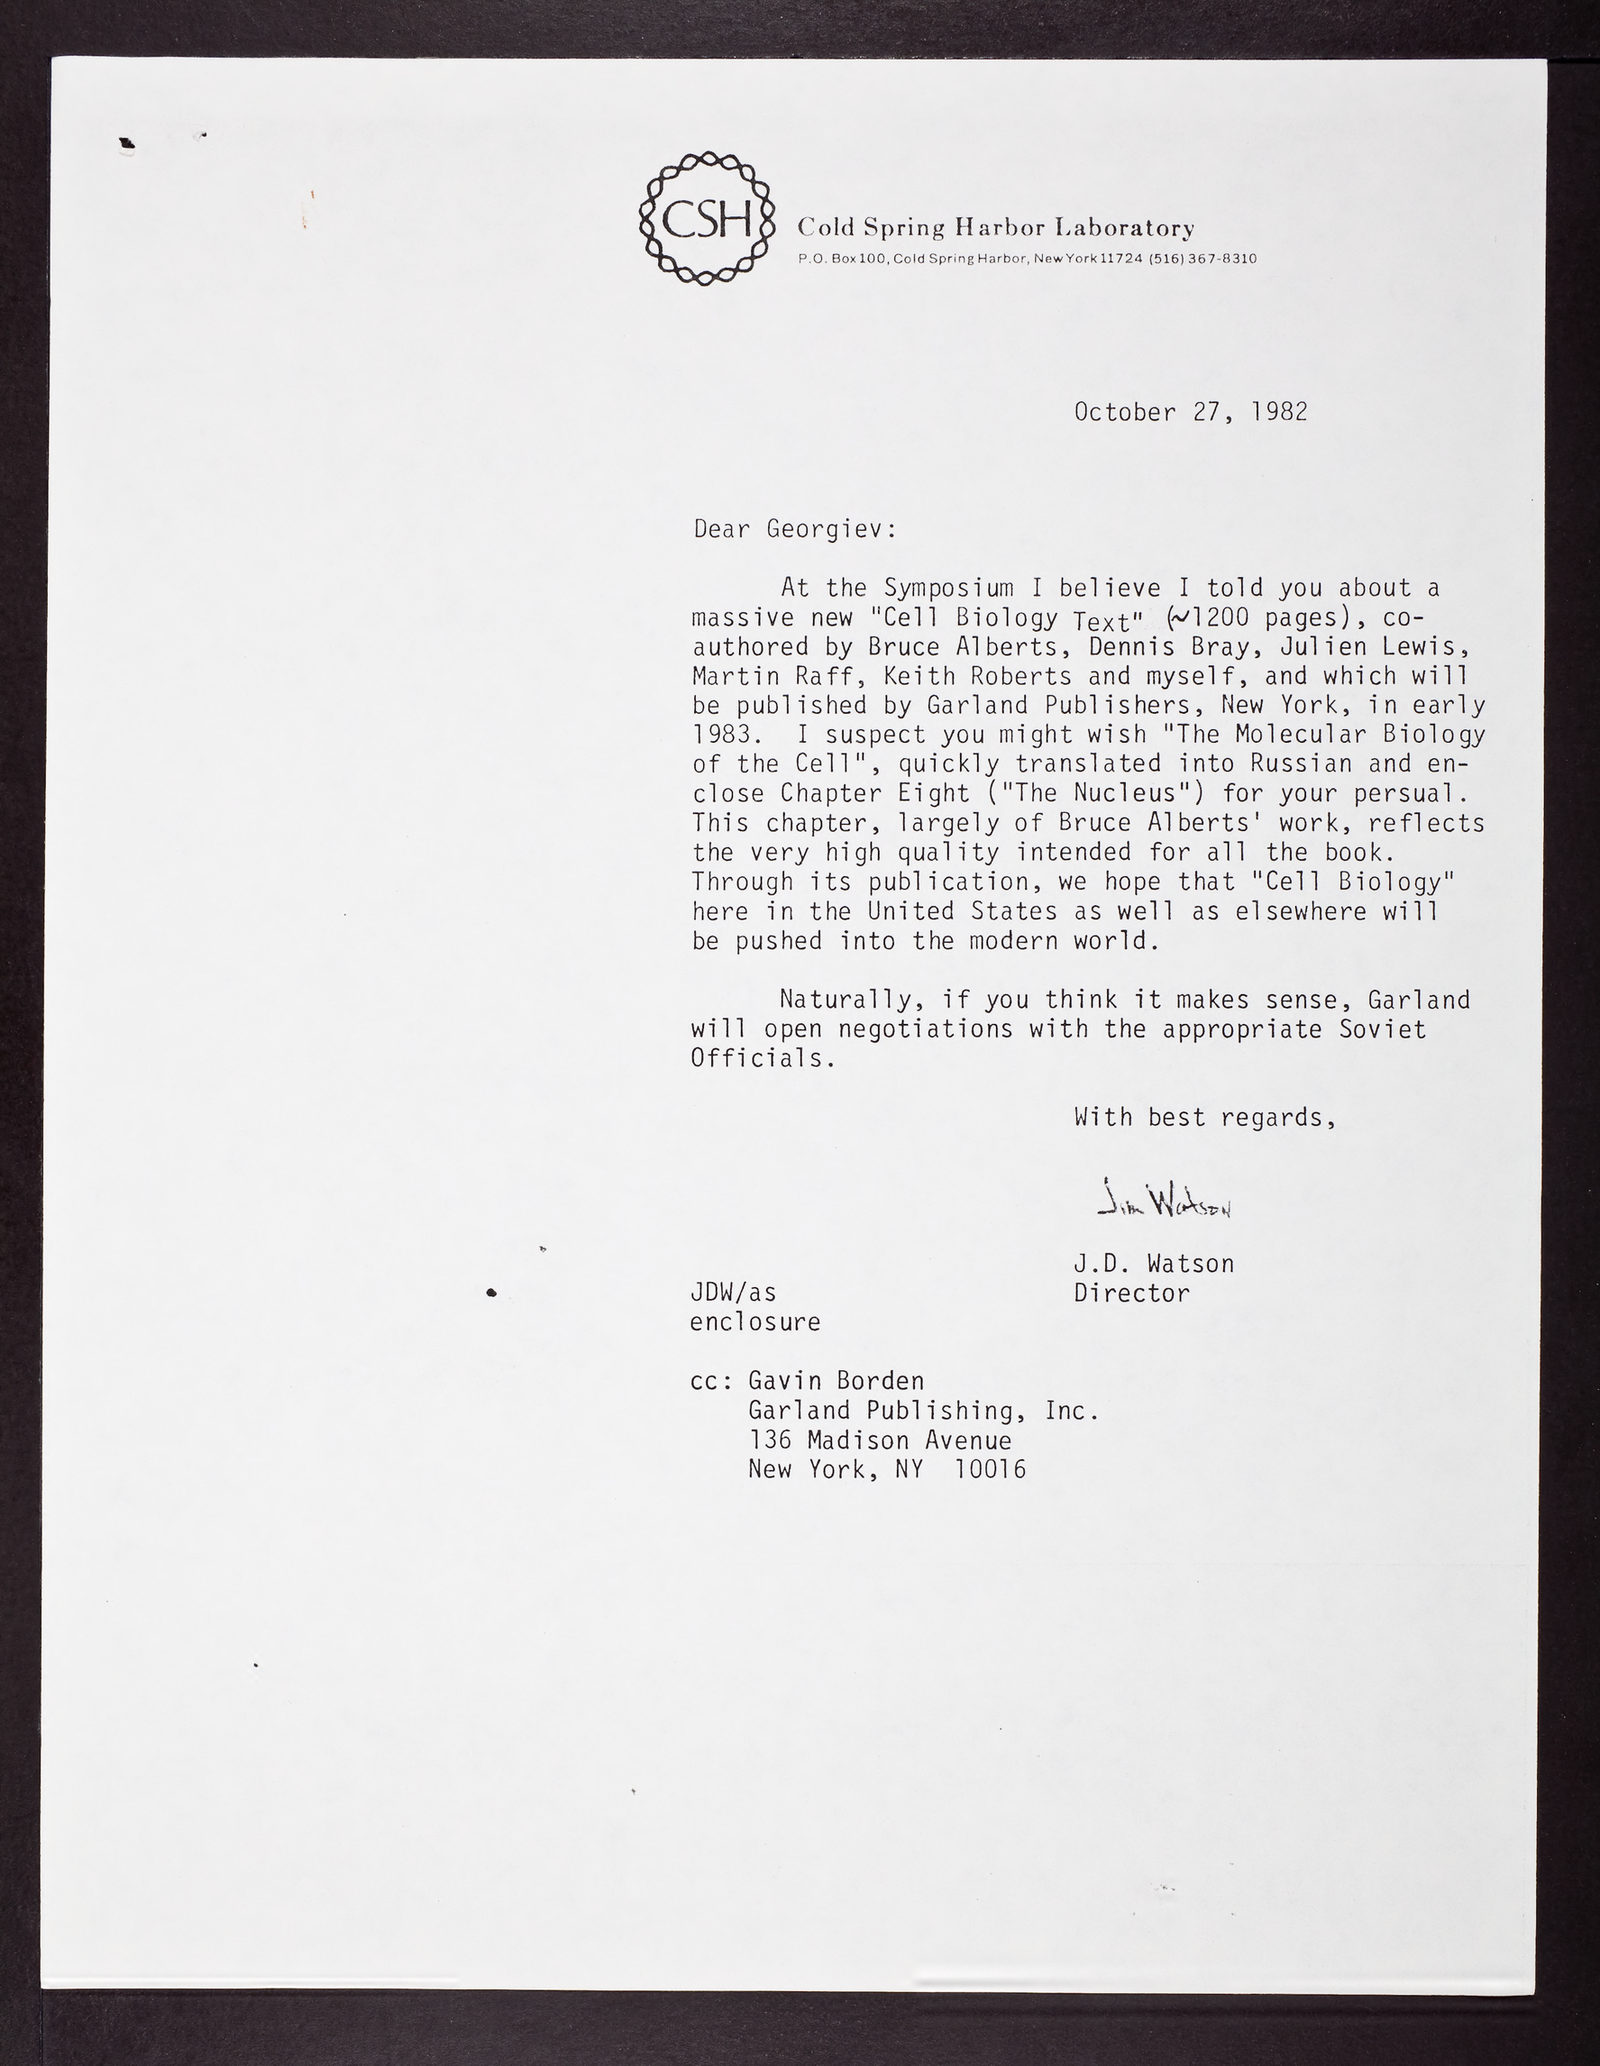 CSH
Cold Spring Harbor Laboratory
P.O. Box 100, Cold Spring Harbor, New York 11724 (516) 367-8310
October 27, 1982
Dear Georgiev:
At the Symposium I believe I told you about a
massive new "Cell Biology Text" (~1200 pages), co-
authored by Bruce Alberts, Dennis Bray, Julien Lewis,
Martin Raff, Keith Roberts and myself, and which will
be published by Garland Publishers, New York, in early
1983.  I suspect you might wish "The Molecular Biology
of the Cell", quickly translated into Russian and en-
close Chapter Eight ("The Nucleus") for your persual.
This chapter, largely of Bruce Alberts' work, reflects
the very high quality intended for all the book.
Through its publication, we hope that "Cell Biology"
here in the United States as well as elsewhere will
be pushed into the modern world.
Naturally, if you think it makes sense, Garland
will open negotiations with the appropriate Soviet
Officials.
With best regards,
Jim Watson
J.D. Watson
Director
JDW/as
enclosure
cc: Gavin Borden
Garland Publishing, Inc.
136 Madison Avenue
New York, NY  10016